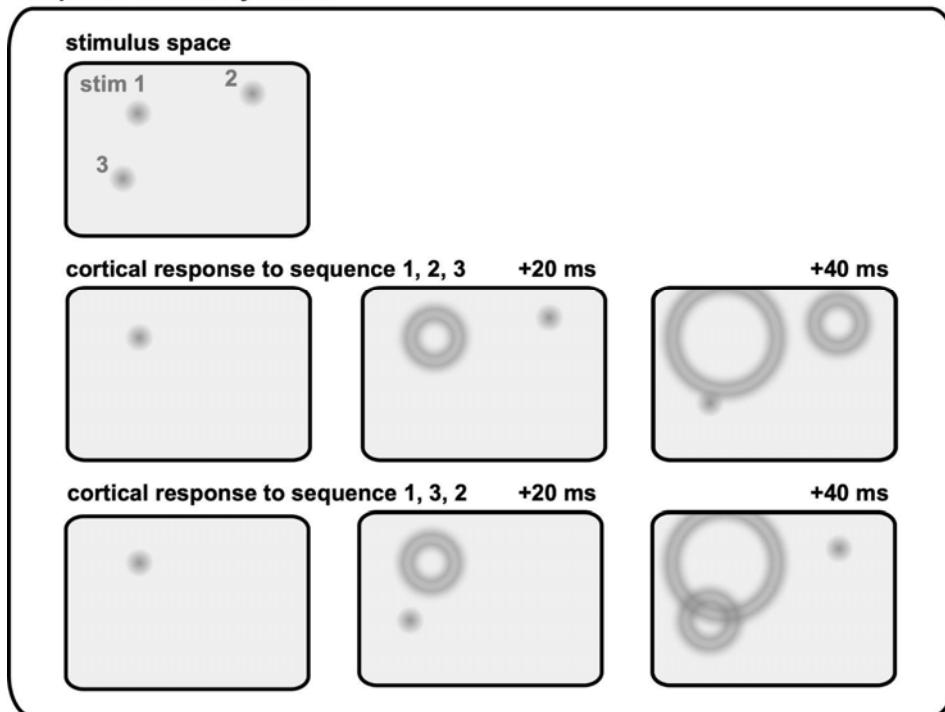 stimulus space
stim 1
2
3
cortical response to sequence 1, 2, 3 +20 ms +40 ms
cortical response to sequence 1, 3, 2 +20 ms +40 ms